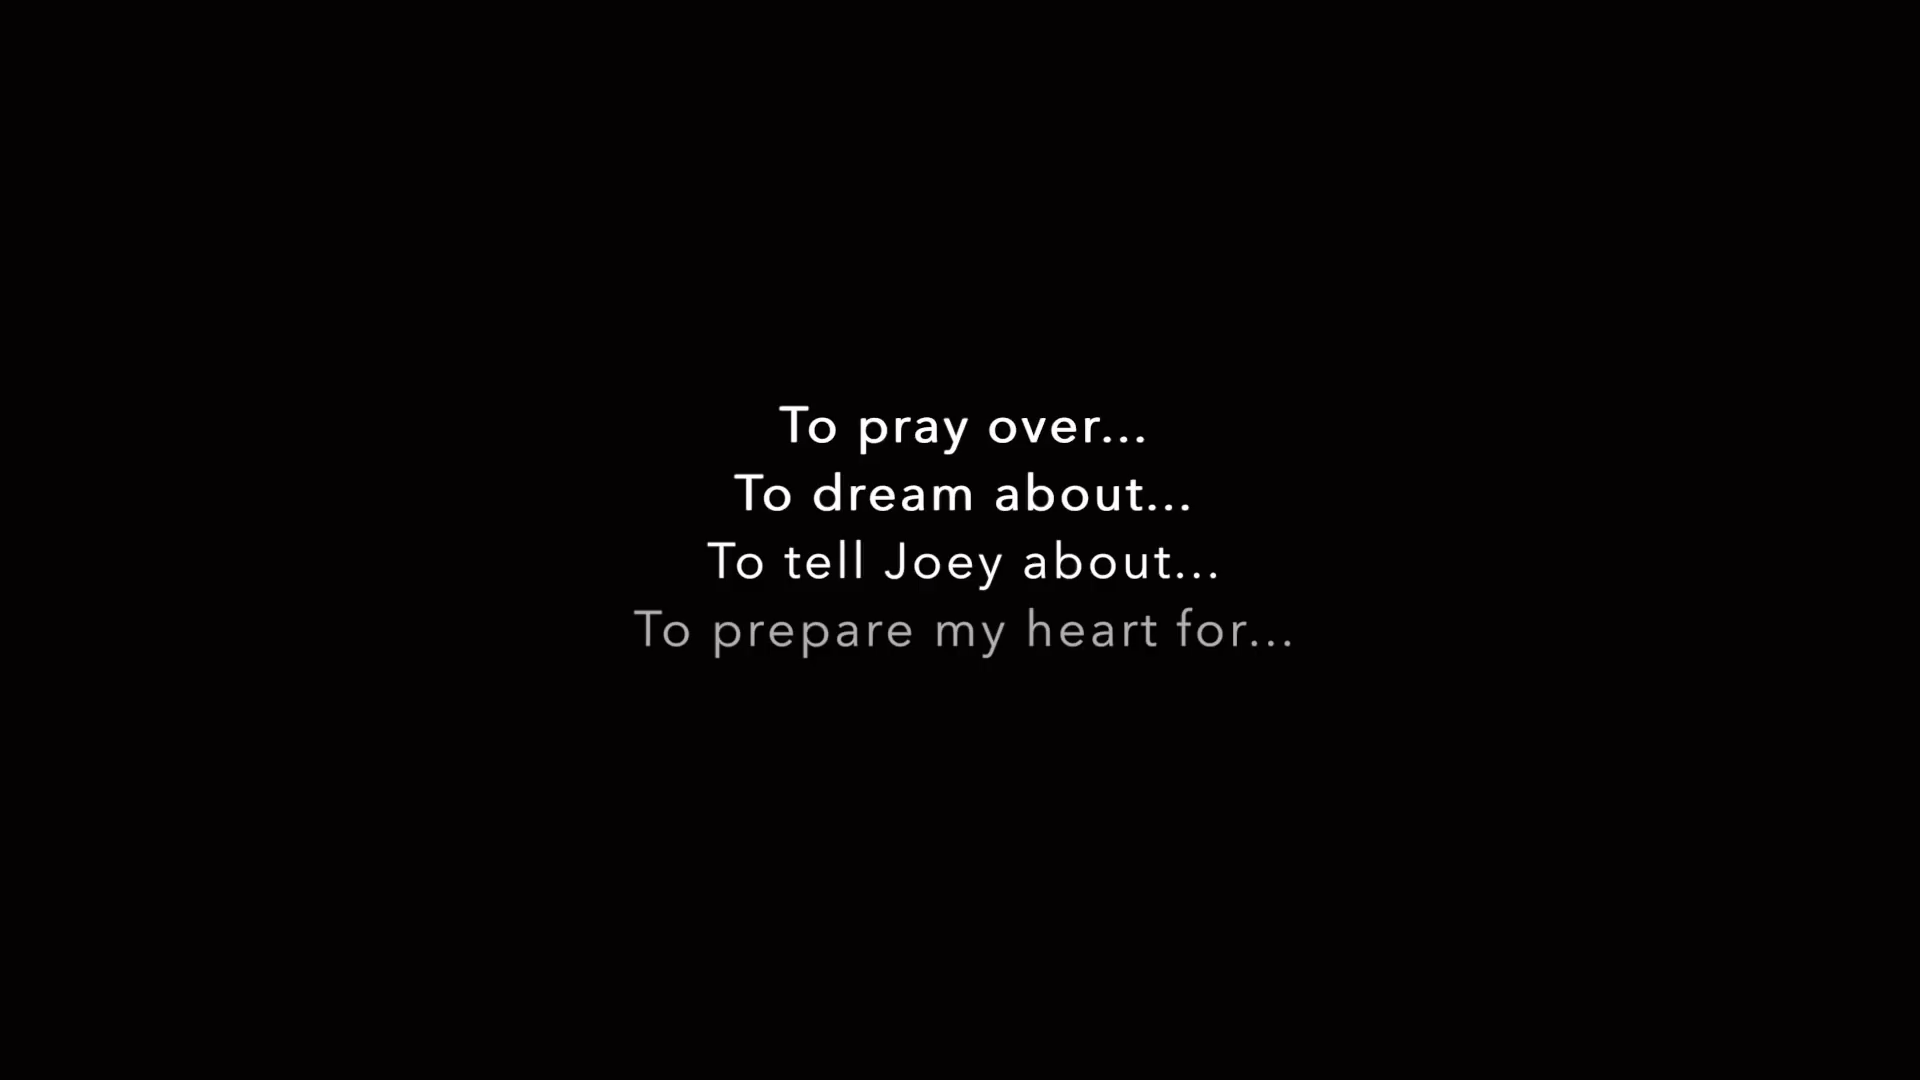 To pray over...
To dream about...
To tell Joey about...
To prepare my heart for...